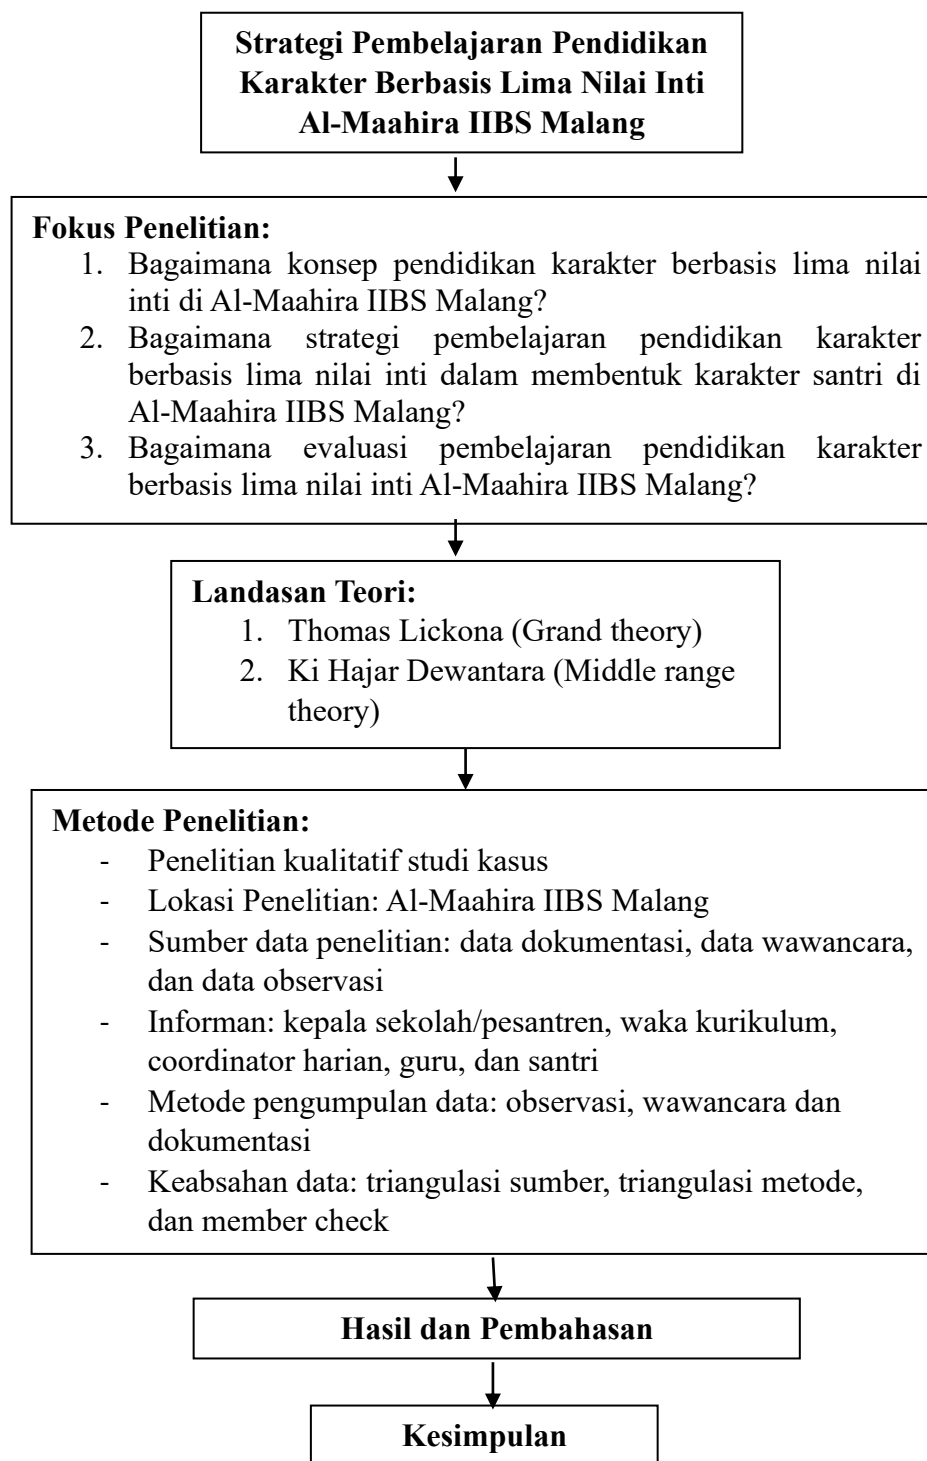 Strategi Pembelajaran Pendidikan
Karakter Berbasis Lima Nilai Inti
Al-Maahira IIBS Malang
Fokus Penelitian:
1. Bagaimana konsep pendidikan karakter berbasis lima nilai
inti di Al-Maahira IIBS Malang?
2. Bagaimana strategi pembelajaran pendidikan karakter
berbasis lima nilai inti dalam membentuk karakter santri di
Al-Maahira IIBS Malang?
3. Bagaimana evaluasi pembelajaran pendidikan karakter
berbasis lima nilai inti Al-Maahira IIBS Malang?
Landasan Teori:
1. Thomas Lickona (Grand theory)
2. Ki Hajar Dewantara (Middle range
theory)
Metode Penelitian:
- Penelitian kualitatif studi kasus
- Lokasi Penelitian: Al-Maahira IIBS Malang
- Sumber data penelitian: data dokumentasi, data wawancara,
dan data observasi
- Informan: kepala sekolah/pesantren, waka kurikulum,
coordinator harian, guru, dan santri
- Metode pengumpulan data: observasi, wawancara dan
dokumentasi
- Keabsahan data: triangulasi sumber, triangulasi metode,
dan member check
Hasil dan Pembahasan
Kesimpulan